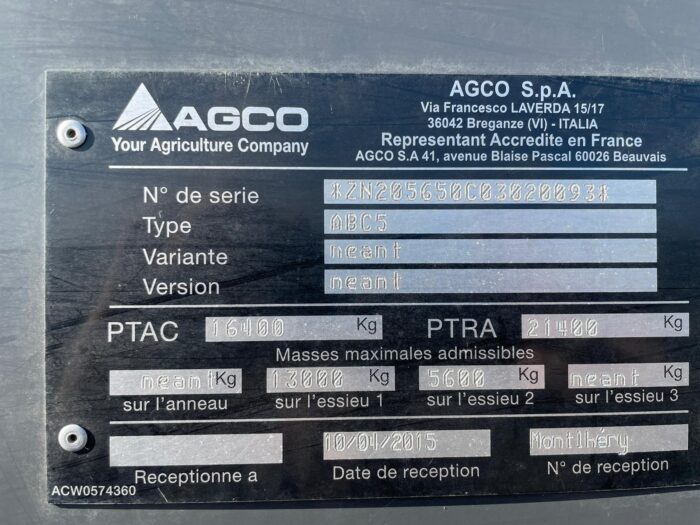 AGCO
Your Agriculture Company
AGCO S.p.A.
Via Francesco LAVERDA 15/17
36042 Breganze (VI) - ITALIA
Representant Accredite en France
AGCO S.A 41, avenue Blaise Pascal 60026 Beauvais
N° de serie *ZN205650C03020093*
Type ABC5
Variante neant
Version neant
PTAC 16400 Kg PTRA 21400 Kg
Masses maximales admissibles
neant Kg 13000 Kg 5600 Kg neant Kg
sur l'anneau sur l'essieu 1 sur l'essieu 2 sur l'essieu 3
10/04/2015 Montlhéry
Receptionne a Date de reception N° de reception
ACW0574360